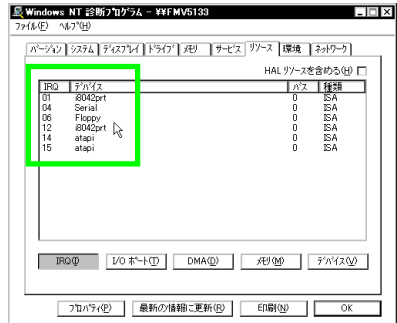 Windows NT 診断ﾌﾟﾛｸﾞﾗﾑ - ¥¥FMV5133
ﾌｧｲﾙ(F) ﾍﾙﾌﾟ(H)
ﾊﾞｰｼﾞｮﾝ ｼｽﾃﾑ ﾃﾞｨｽﾌﾟﾚｲ ﾄﾞﾗｲﾌﾞ ﾒﾓﾘ ｻｰﾋﾞｽ ﾘｿｰｽ 環境 ﾈｯﾄﾜｰｸ
HAL ﾘｿｰｽを含める(H)
IRQ ﾃﾞﾊﾞｲｽ ﾊﾞｽ 種類
01 i8042prt 0 ISA
04 Serial 0 ISA
06 Floppy 0 ISA
12 i8042prt 0 ISA
14 atapi 0 ISA
15 atapi 0 ISA
IRQ(I) I/O ﾎﾟｰﾄ(T) DMA(D) ﾒﾓﾘ(M) ﾃﾞﾊﾞｲｽ(V)
ﾌﾟﾛﾊﾟﾃｨ(P) 最新の情報に更新(R) 印刷(N) OK